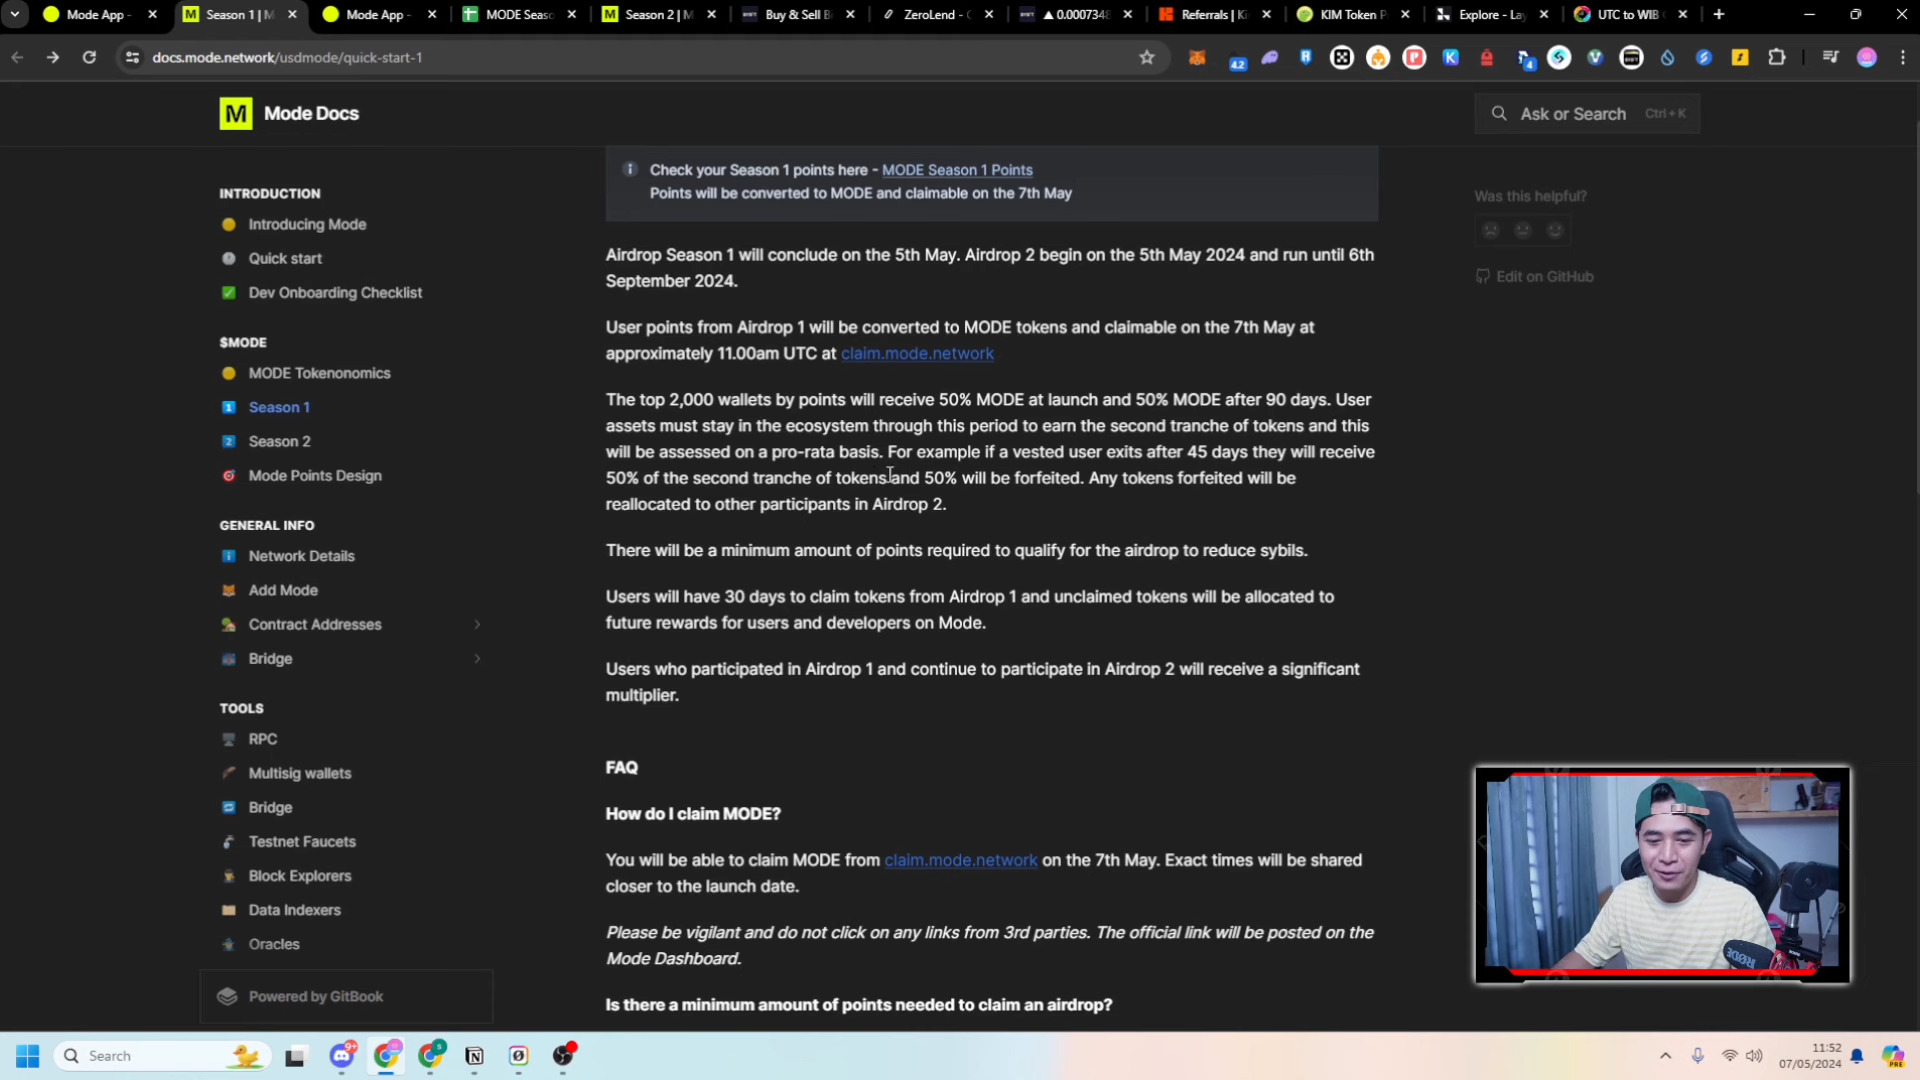 Mode App -
Season 1 | M
Mode App -
MODE Seaso
Season 2 | M
Buy & Sell Bi
ZeroLend - C
▲ 0.0007348
Referrals | Ki
KIM Token P
Explore - Lay
UTC to WIB C
docs.mode.network/usdmode/quick-start-1
4.2
4
M Mode Docs
Ask or Search Ctrl + K
INTRODUCTION
Introducing Mode
Quick start
Dev Onboarding Checklist
$MODE
MODE Tokenonomics
1 Season 1
2 Season 2
Mode Points Design
GENERAL INFO
Network Details
Add Mode
Contract Addresses
Bridge
TOOLS
RPC
Multisig wallets
Bridge
Testnet Faucets
Block Explorers
Data Indexers
Oracles
Powered by GitBook
Check your Season 1 points here - MODE Season 1 Points
Points will be converted to MODE and claimable on the 7th May
Airdrop Season 1 will conclude on the 5th May. Airdrop 2 begin on the 5th May 2024 and run until 6th
September 2024.
User points from Airdrop 1 will be converted to MODE tokens and claimable on the 7th May at
approximately 11.00am UTC at claim.mode.network
The top 2,000 wallets by points will receive 50% MODE at launch and 50% MODE after 90 days. User
assets must stay in the ecosystem through this period to earn the second tranche of tokens and this
will be assessed on a pro-rata basis. For example if a vested user exits after 45 days they will receive
50% of the second tranche of tokens and 50% will be forfeited. Any tokens forfeited will be
reallocated to other participants in Airdrop 2.
There will be a minimum amount of points required to qualify for the airdrop to reduce sybils.
Users will have 30 days to claim tokens from Airdrop 1 and unclaimed tokens will be allocated to
future rewards for users and developers on Mode.
Users who participated in Airdrop 1 and continue to participate in Airdrop 2 will receive a significant
multiplier.
FAQ
How do I claim MODE?
You will be able to claim MODE from claim.mode.network on the 7th May. Exact times will be shared
closer to the launch date.
Please be vigilant and do not click on any links from 3rd parties. The official link will be posted on the
Mode Dashboard.
Is there a minimum amount of points needed to claim an airdrop?
Was this helpful?
Edit on GitHub
RØDE
Search
9+
11:52
07/05/2024
PRE